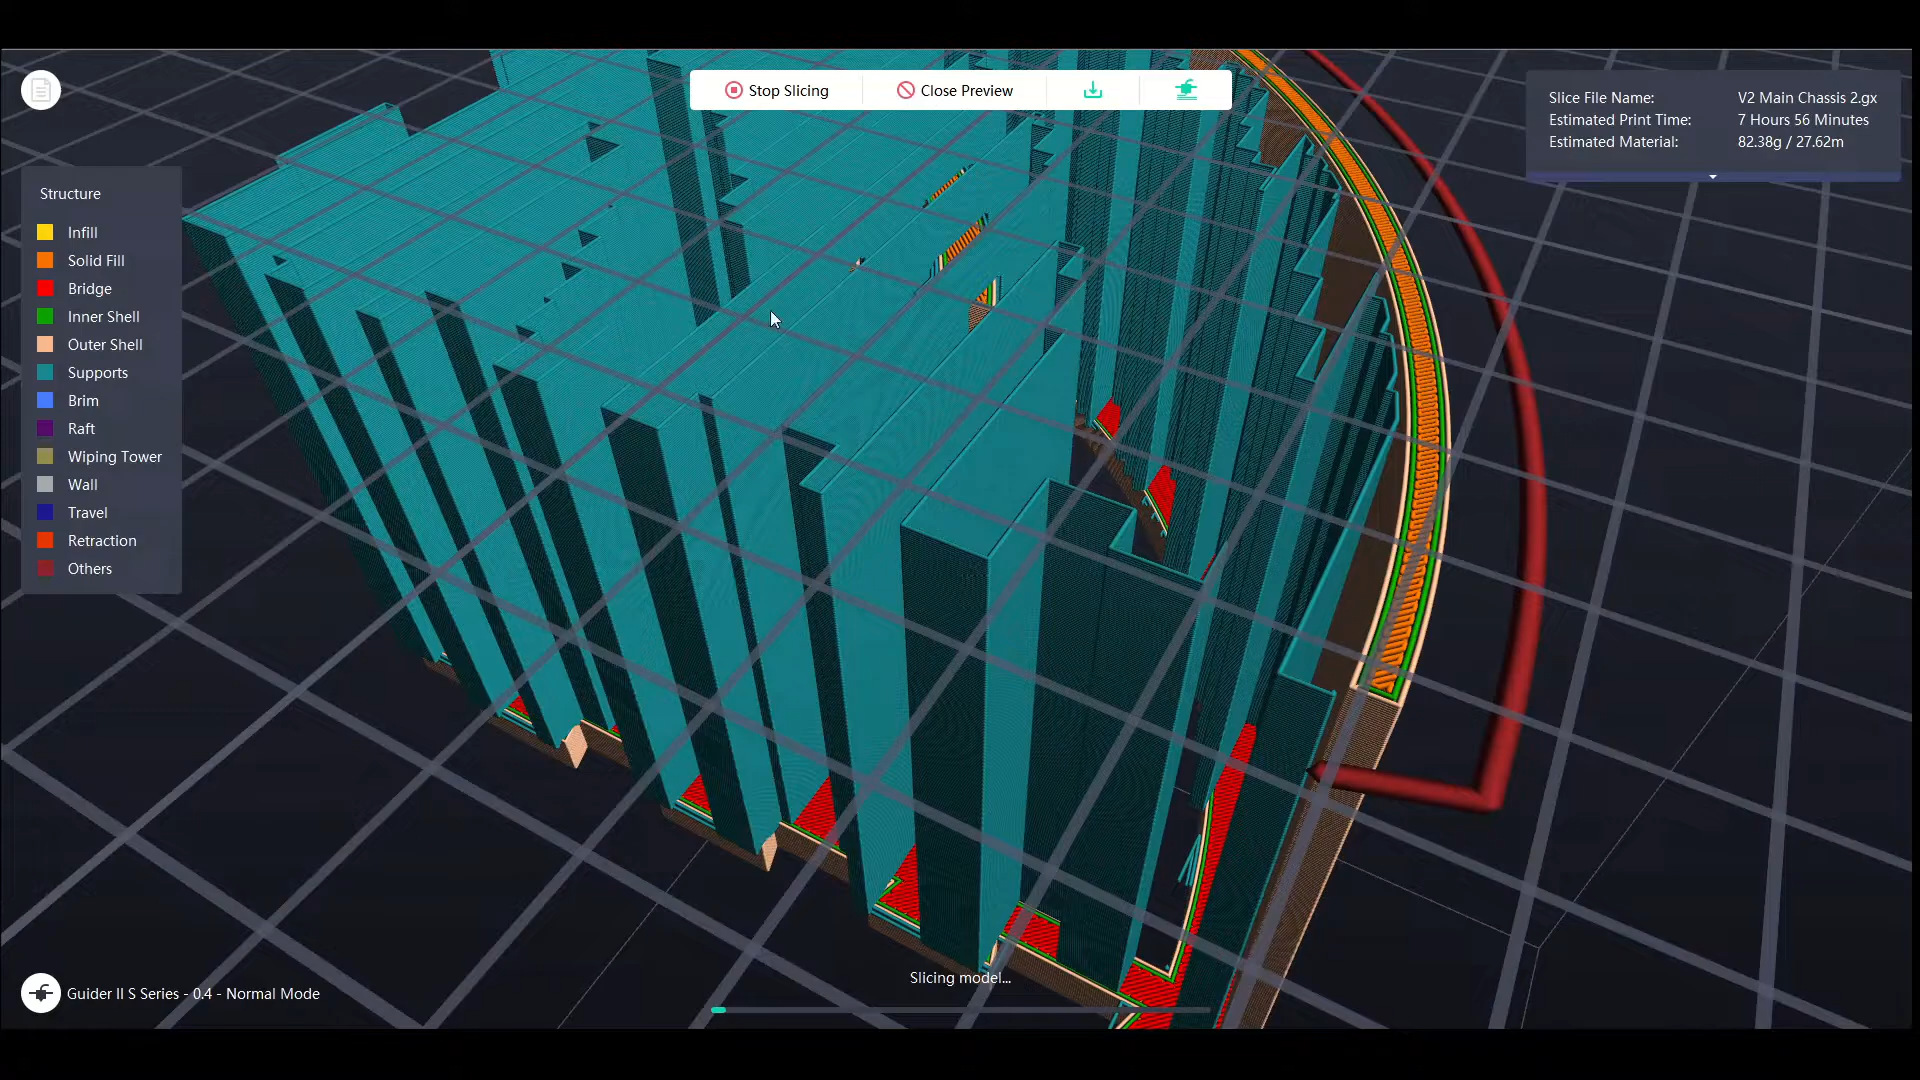 Stop Slicing
Close Preview
Slice File Name: V2 Main Chassis 2.gx
Estimated Print Time: 7 Hours 56 Minutes
Estimated Material: 82.38g / 27.62m
Structure
Infill
Solid Fill
Bridge
Inner Shell
Outer Shell
Supports
Brim
Raft
Wiping Tower
Wall
Travel
Retraction
Others
Slicing model...
Guider II S Series - 0.4 - Normal Mode